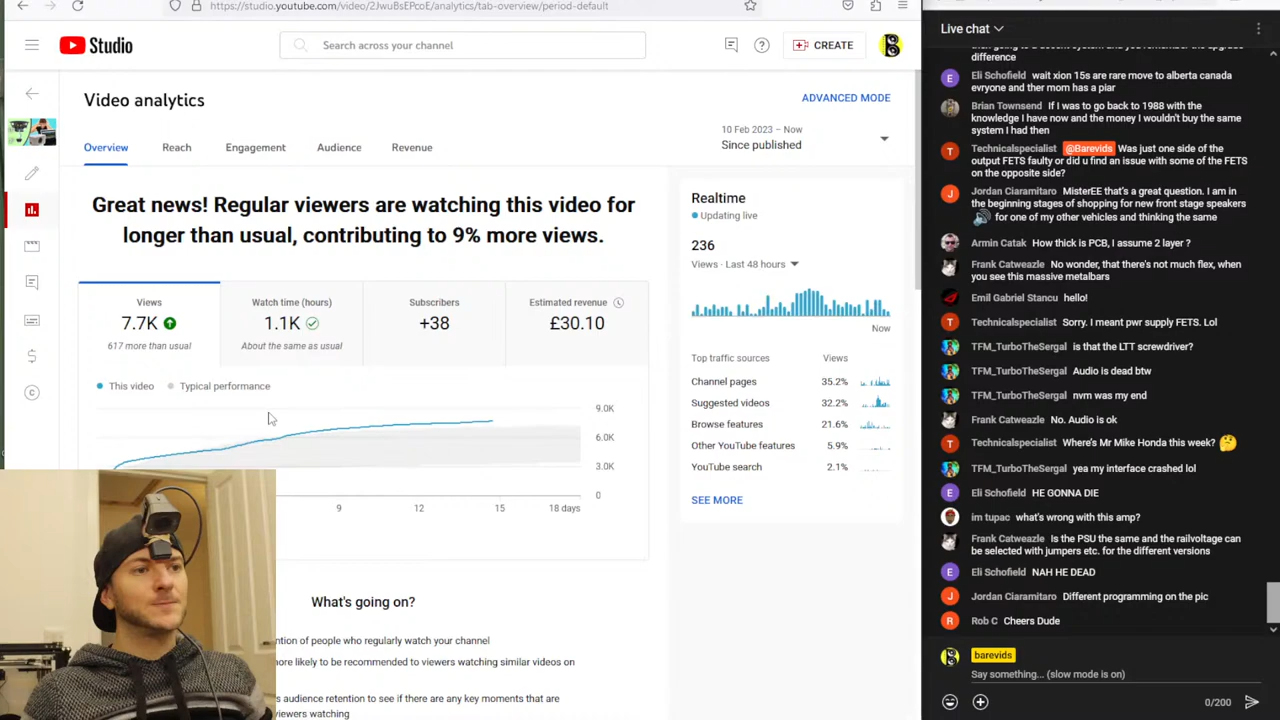 https://studio.youtube.com/video/2JwuBsEPcoE/analytics/tab-overview/period-default
Studio
Search across your channel
CREATE
Video analytics
ADVANCED MODE
Overview
Reach
Engagement
Audience
Revenue
10 Feb 2023 – Now
Since published
Great news! Regular viewers are watching this video for
longer than usual, contributing to 9% more views.
Views
7.7K
617 more than usual
Watch time (hours)
1.1K
About the same as usual
Subscribers
+38
Estimated revenue
£30.10
This video
Typical performance
9.0K
6.0K
3.0K
0
9
12
15
18 days
What's going on?
ntion of people who regularly watch your channel
ore likely to be recommended to viewers watching similar videos on
s audience retention to see if there are any key moments that are
viewers watching
Realtime
Updating live
236
Views · Last 48 hours
Now
Top traffic sources
Views
Channel pages
35.2%
Suggested videos
32.2%
Browse features
21.6%
Other YouTube features
5.9%
YouTube search
2.1%
SEE MORE
Live chat
difference
Eli Schofield wait xion 15s are rare move to alberta canada
evryone and ther mom has a piar
Brian Townsend If I was to go back to 1988 with the
knowledge I have now and the money I wouldn't buy the same
system I had then
Technicalspecialist @Barevids Was just one side of the
output FETS faulty or did u find an issue with some of the FETS
on the opposite side?
Jordan Ciaramitaro MisterEE that's a great question. I am in
the beginning stages of shopping for new front stage speakers
for one of my other vehicles and thinking the same
Armin Catak How thick is PCB, I assume 2 layer ?
Frank Catweazle No wonder, that there's not much flex, when
you see this massive metalbars
Emil Gabriel Stancu hello!
Technicalspecialist Sorry. I meant pwr supply FETS. Lol
TFM_TurboTheSergal is that the LTT screwdriver?
TFM_TurboTheSergal Audio is dead btw
TFM_TurboTheSergal nvm was my end
Frank Catweazle No. Audio is ok
Technicalspecialist Where's Mr Mike Honda this week? 🤔
TFM_TurboTheSergal yea my interface crashed lol
Eli Schofield HE GONNA DIE
im tupac what's wrong with this amp?
Frank Catweazle Is the PSU the same and the railvoltage can
be selected with jumpers etc. for the different versions
Eli Schofield NAH HE DEAD
Jordan Ciaramitaro Different programming on the pic
Rob C Cheers Dude
barevids
Say something... (slow mode is on)
0/200